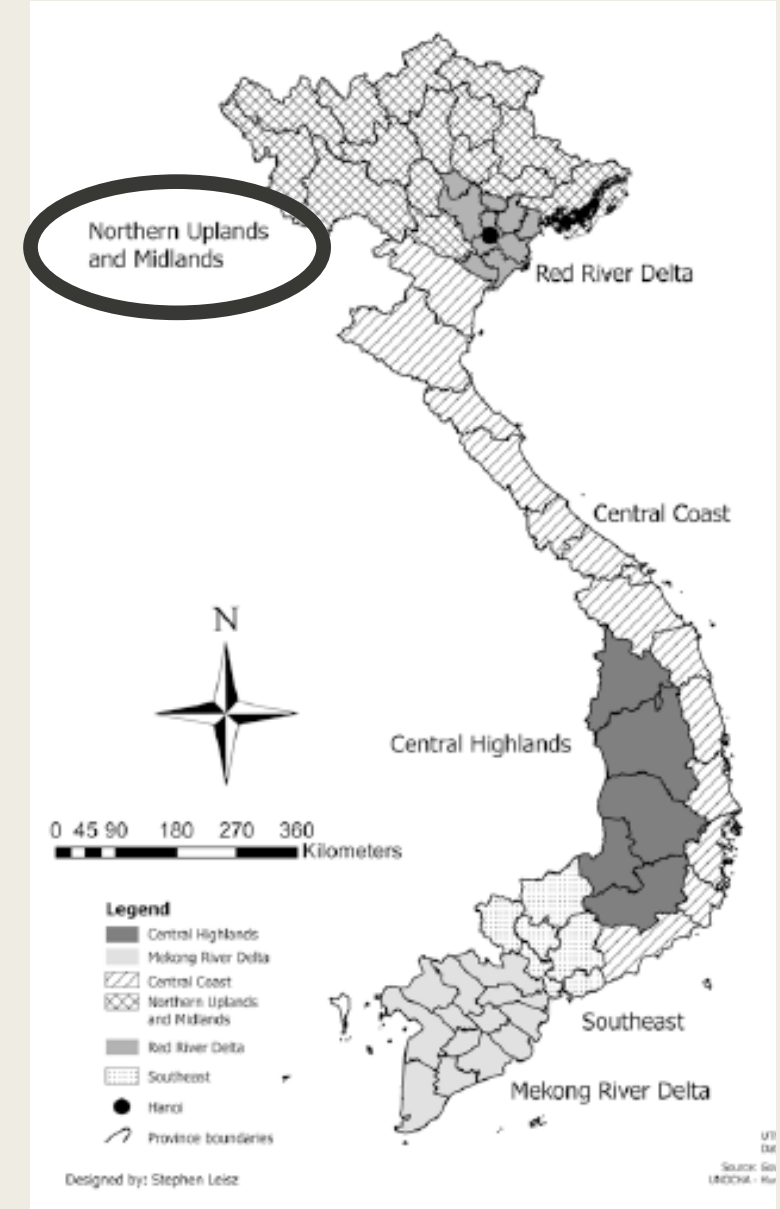 Northern Uplands
and Midlands
Red River Delta
Central Coast
N
Central Highlands
0 45 90 180 270 360
Kilometers
Legend
Central Highlands
Mekong River Delta
Central Coast
Northern Uplands
and Midlands
Red River Delta
Southeast
Hanoi
Province boundaries
Southeast
Mekong River Delta
Designed by: Stephen Leisz
Source:
UNOCHA -